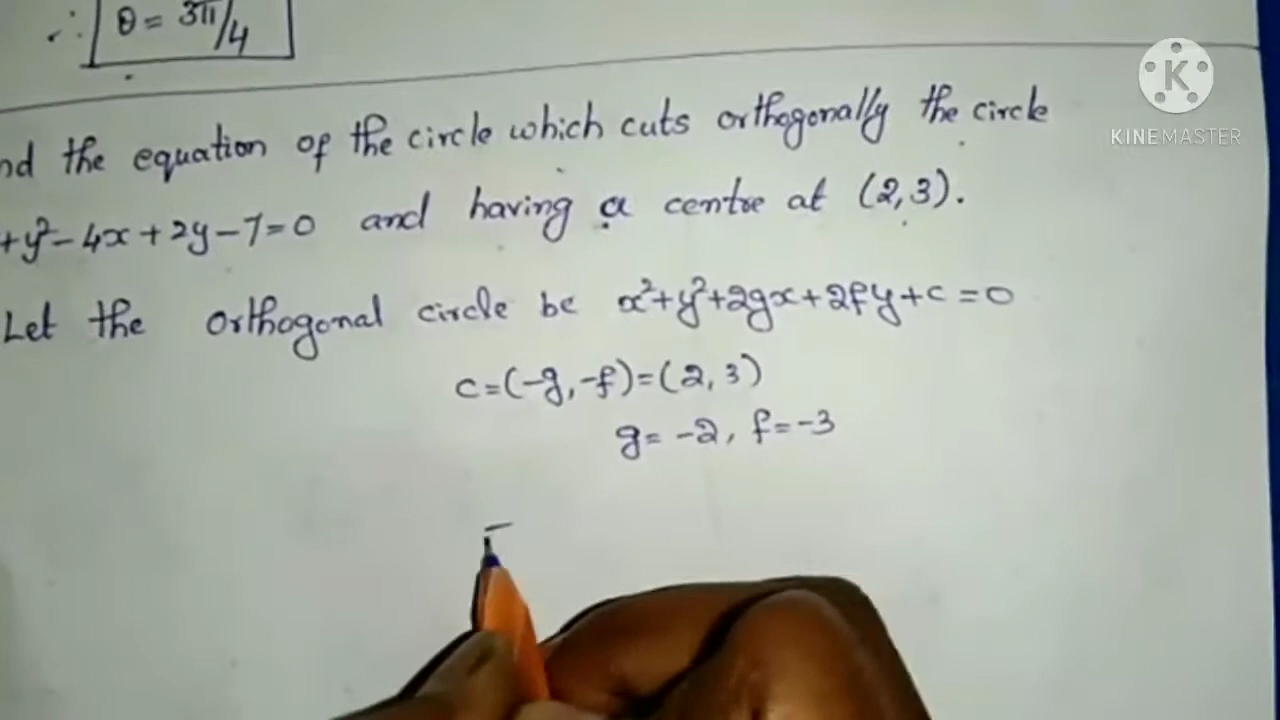 ∴ θ = 3π/4
K
KINEMASTER
nd the equation of the circle which cuts orthogonally the circle
+y²-4x+2y-7=0 and having a centre at (2,3).
Let the orthogonal circle be x²+y²+2gx+2fy+c=0
c=(-g,-f)=(2,3)
g=-2, f=-3